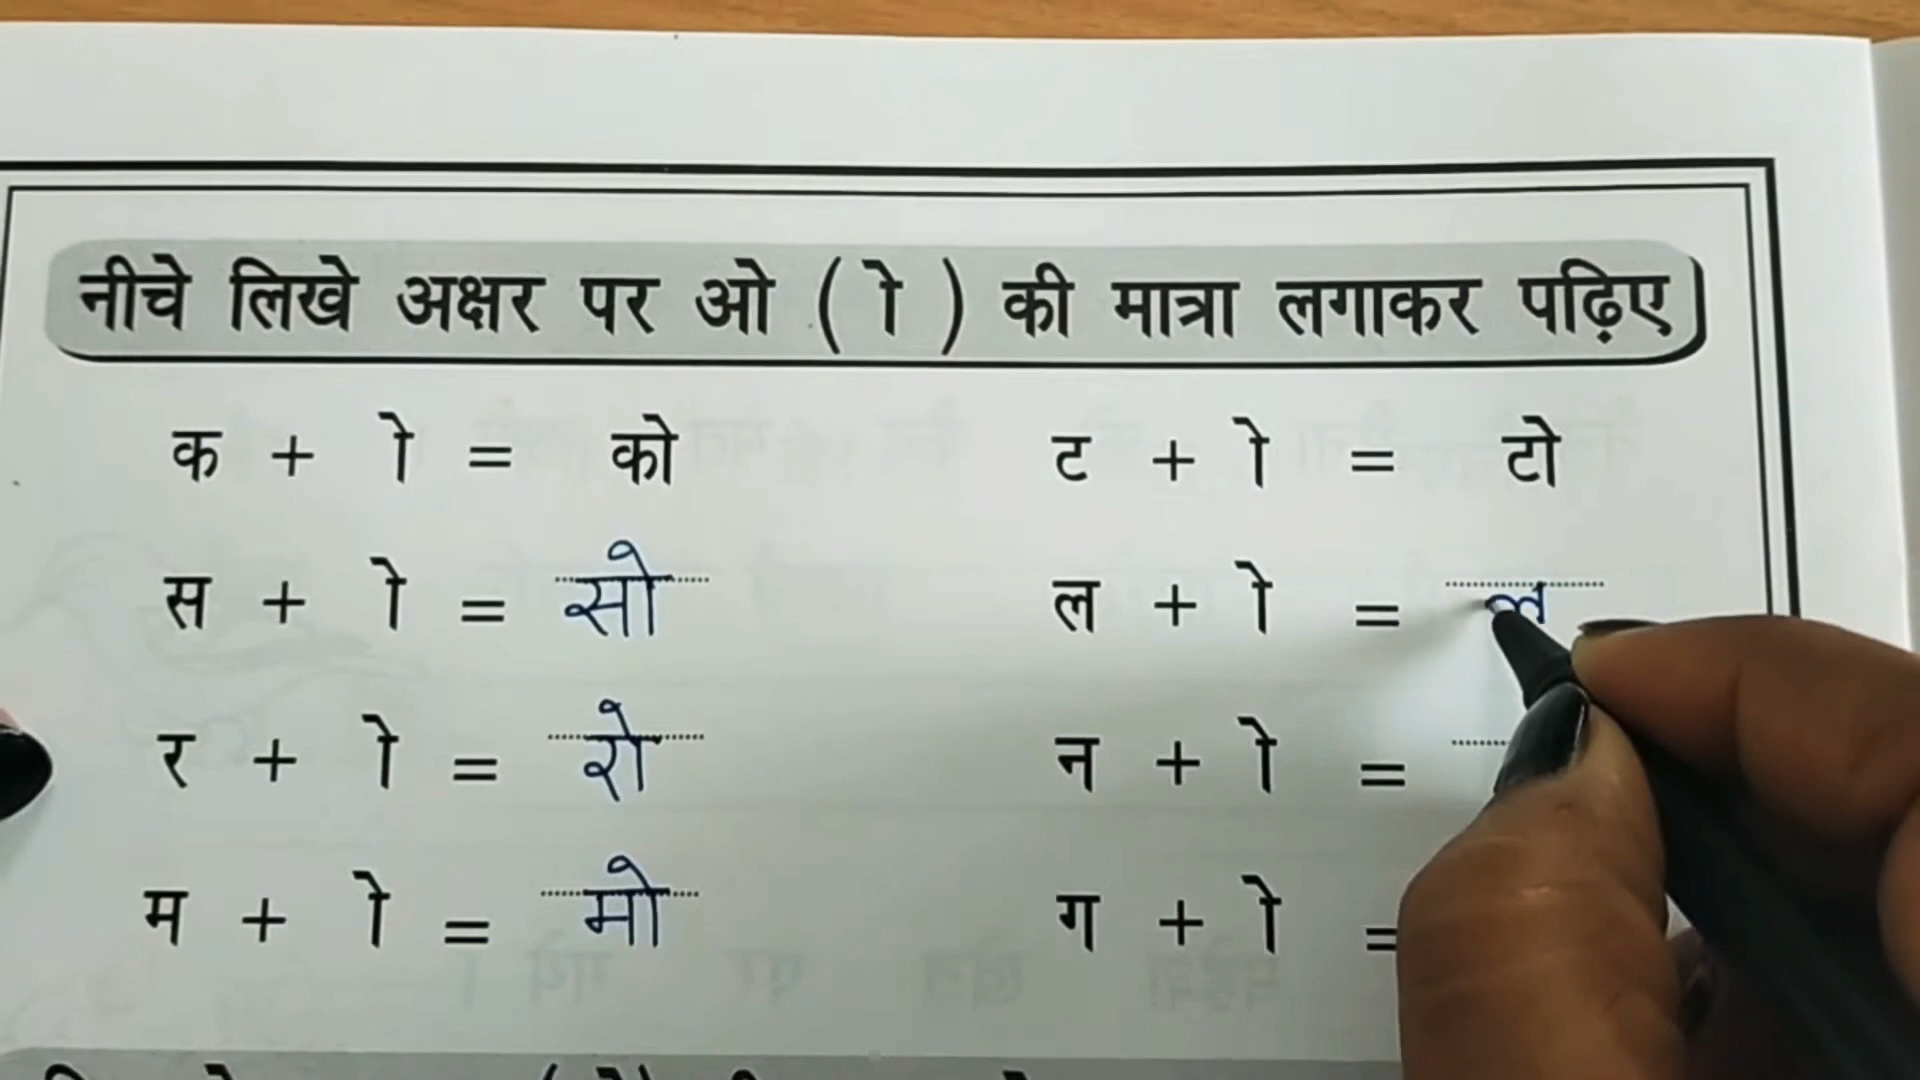 नीचे लिखे अक्षर पर ओ ( ो ) की मात्रा लगाकर पढ़िए
क + ो = को ट + ो = टो
स + ो = सो ल + ो = ल
र + ो = रो न + ो =
म + ो = मो ग + ो =